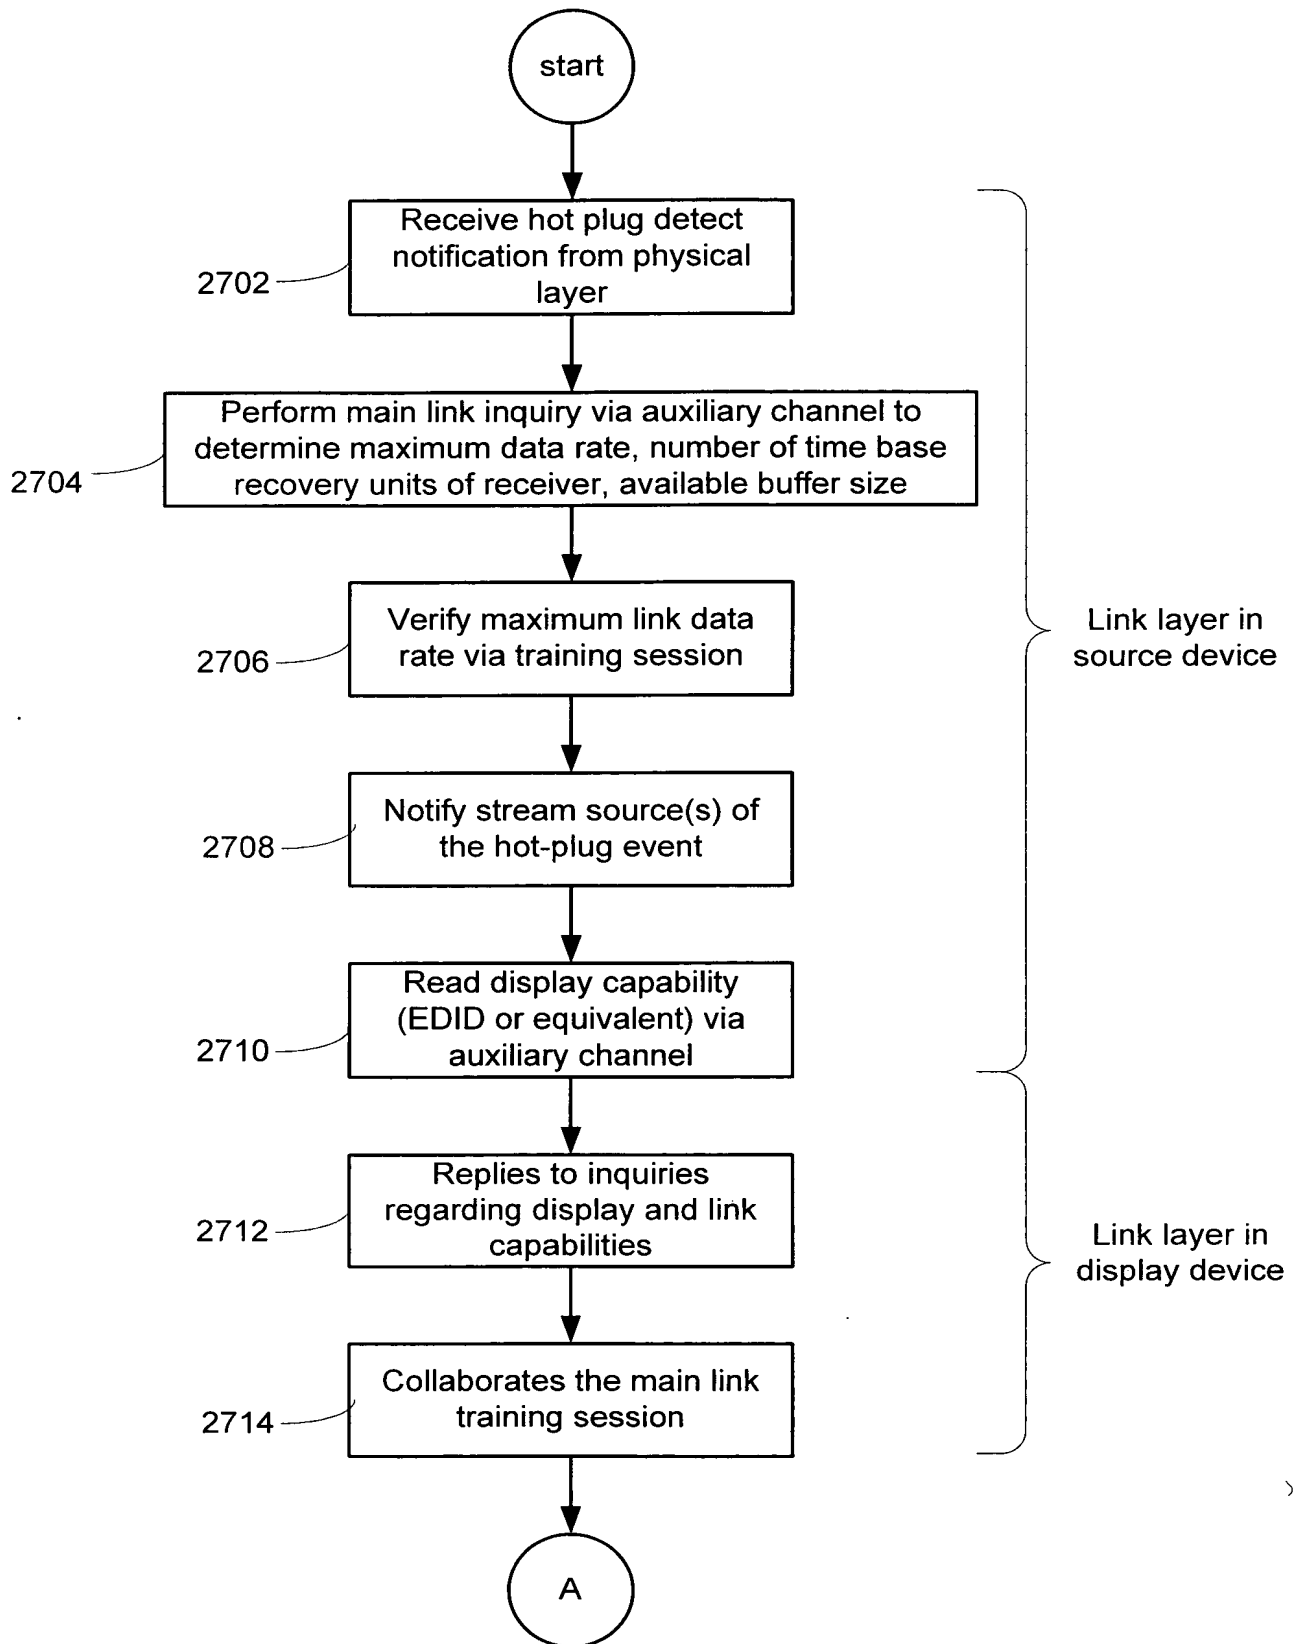 start
Receive hot plug detect
notification from physical
layer
2702
Perform main link inquiry via auxiliary channel to
determine maximum data rate, number of time base
recovery units of receiver, available buffer size
2704
Verify maximum link data
rate via training session
2706
Link layer in
source device
Notify stream source(s) of
the hot-plug event
2708
Read display capability
(EDID or equivalent) via
auxiliary channel
2710
Replies to inquiries
regarding display and link
capabilities
2712
Link layer in
display device
Collaborates the main link
training session
2714
A